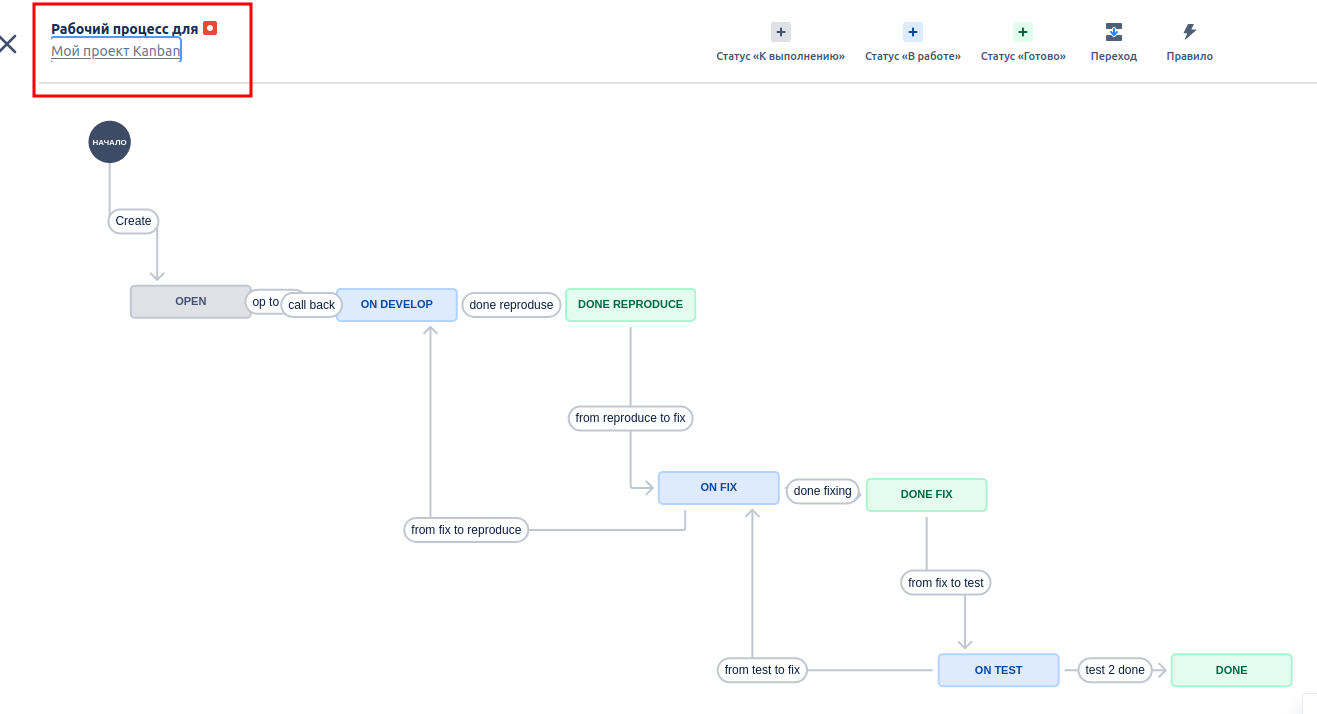 Рабочий процесс для
Мой проект Kanban
Статус «К выполнению»
Статус «В работе»
Статус «Готово»
Переход
Правило
НАЧАЛО
Create
OPEN
op to
call back
ON DEVELOP
done reproduse
DONE REPRODUCE
from reproduce to fix
ON FIX
done fixing
DONE FIX
from fix to reproduce
from fix to test
from test to fix
ON TEST
test 2 done
DONE